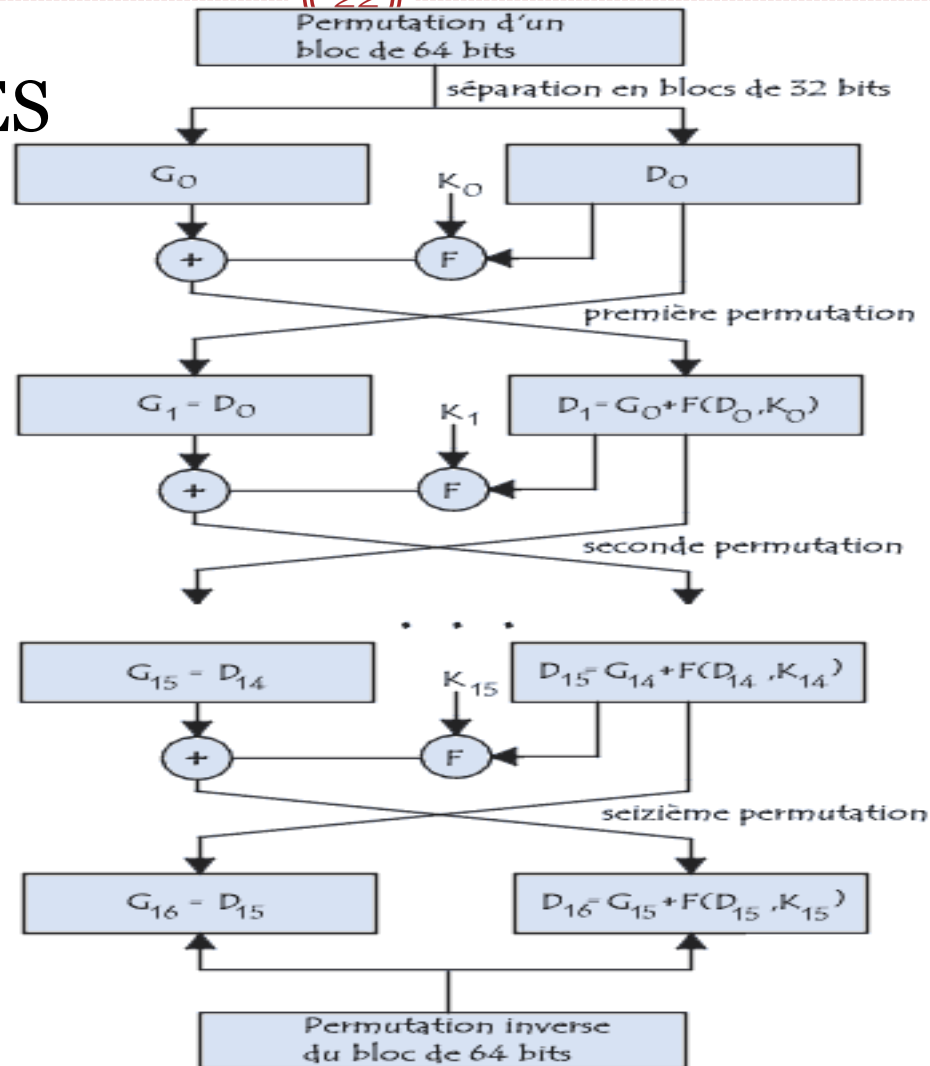 22
Permutation d'un
bloc de 64 bits
séparation en blocs de 32 bits
ES
G0
K0
D0
+
F
première permutation
G1 - D0
K1
D1 - G0 + F(D0,K0)
+
F
seconde permutation
. . .
G15 - D14
K15
D15 - G14 + F(D14,K14)
+
F
seizième permutation
G16 - D15
D16 - G15 + F(D15,K15)
Permutation inverse
du bloc de 64 bits